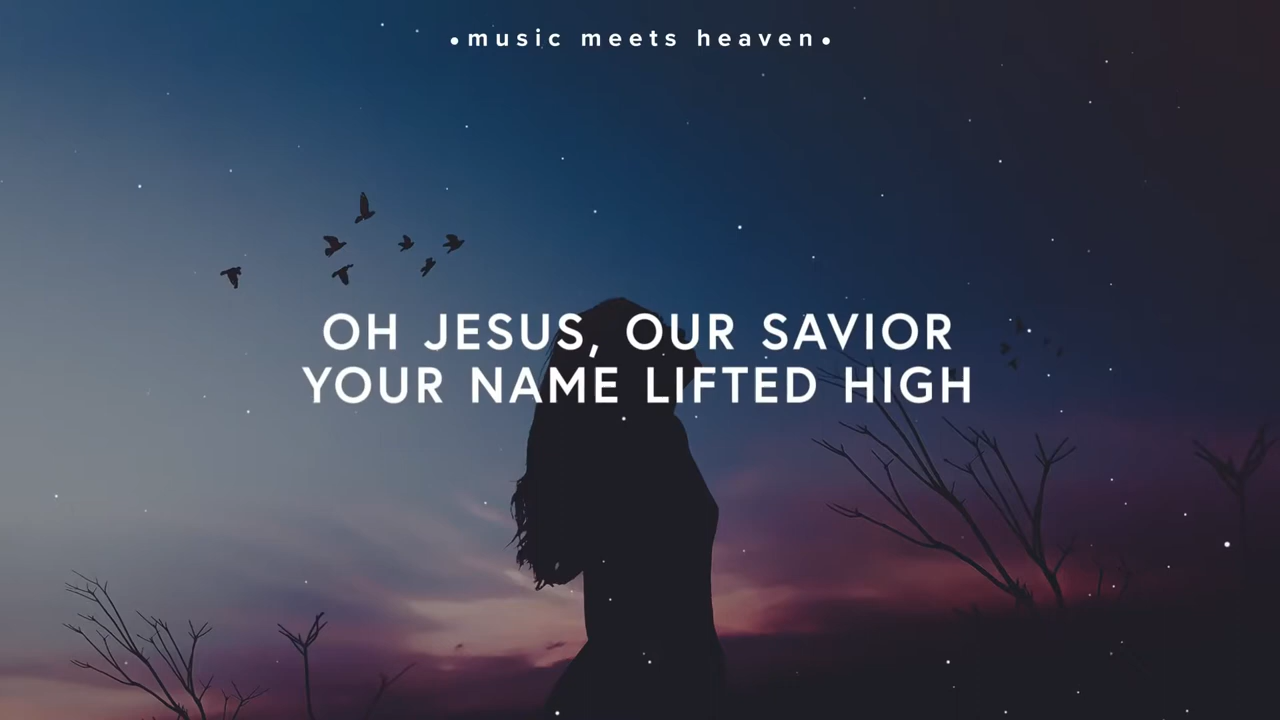 •music meets heaven•
OH JESUS, OUR SAVIOR
YOUR NAME LIFTED HIGH